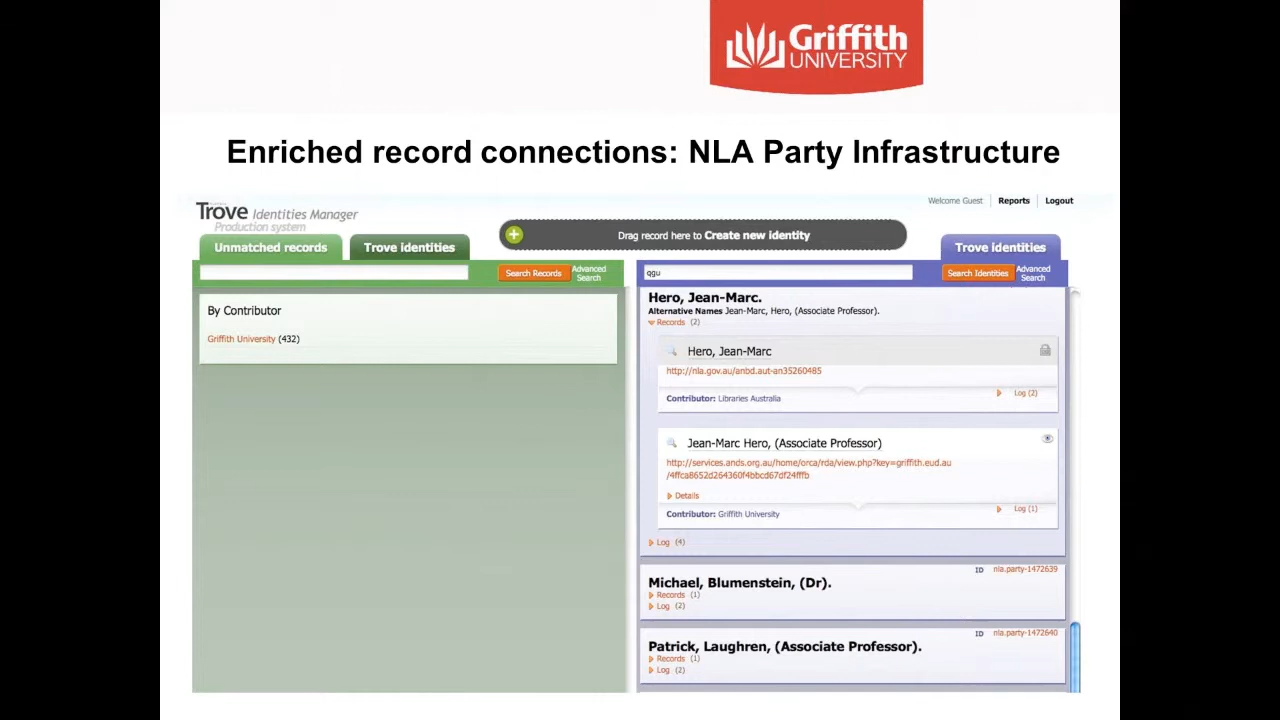 Griffith
UNIVERSITY
Enriched record connections: NLA Party Infrastructure
Trove Identities Manager
Production system
Welcome Guest Reports Logout
Unmatched records
Trove identities
Drag record here to Create new identity
Trove identities
Search Records
Advanced
Search
qgu
Search Identities
Advanced
Search
By Contributor
Griffith University (432)
Hero, Jean-Marc.
Alternative Names Jean-Marc, Hero, (Associate Professor).
Records (2)
Hero, Jean-Marc
http://nla.gov.au/anbd.aut-an35260485
Log (2)
Contributor: Libraries Australia
Jean-Marc Hero, (Associate Professor)
http://services.ands.org.au/home/orca/rda/view.php?key=griffith.eud.au
/4ffca8652d264360f4bbcd67df24fffb
Details
Log (1)
Contributor: Griffith University
Log (4)
ID nla.party-1472639
Michael, Blumenstein, (Dr).
Records (1)
Log (2)
ID nla.party-1472640
Patrick, Laughren, (Associate Professor).
Records (1)
Log (2)